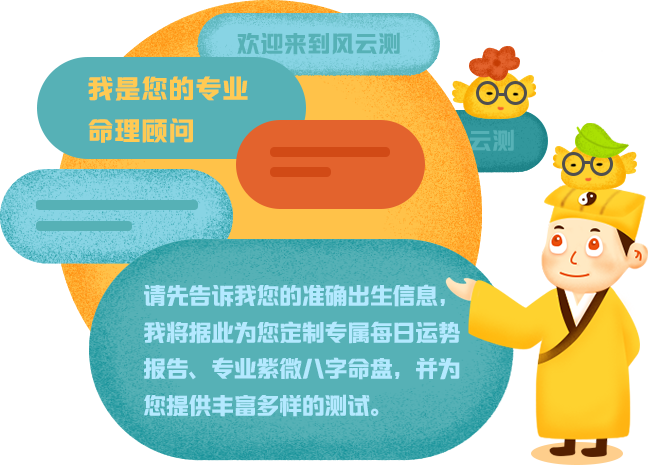 欢迎来到风云测
我是您的专业
命理顾问
云测
请先告诉我您的准确出生信息，
我将据此为您定制专属每日运势
报告、专业紫微八字命盘，并为
您提供丰富多样的测试。